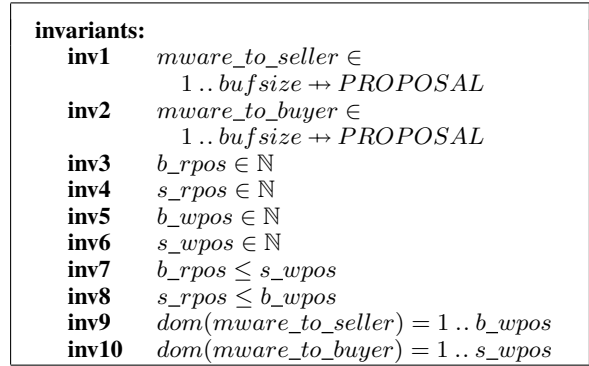 invariants:
inv1 mware_to_seller ∈
1 .. bufsize ⇸ PROPOSAL
inv2 mware_to_buyer ∈
1 .. bufsize ⇸ PROPOSAL
inv3 b_rpos ∈ ℕ
inv4 s_rpos ∈ ℕ
inv5 b_wpos ∈ ℕ
inv6 s_wpos ∈ ℕ
inv7 b_rpos ≤ s_wpos
inv8 s_rpos ≤ b_wpos
inv9 dom(mware_to_seller) = 1 .. b_wpos
inv10 dom(mware_to_buyer) = 1 .. s_wpos